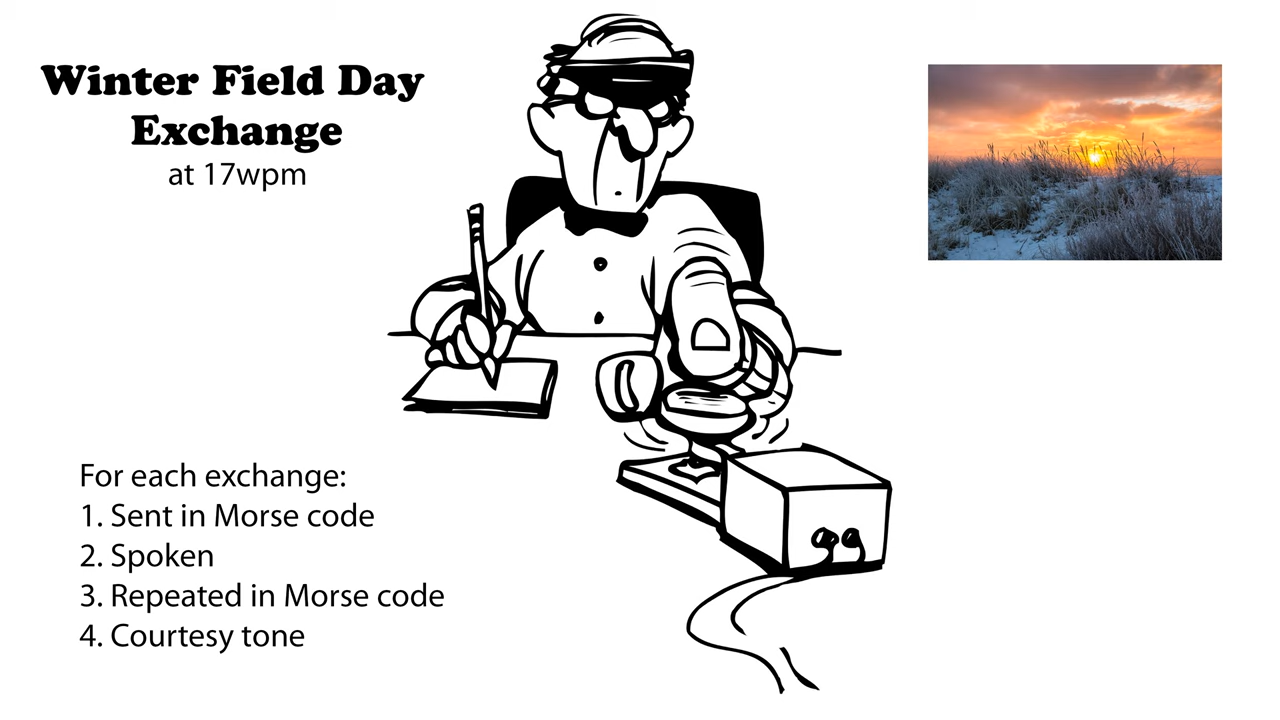 Winter Field Day
Exchange
at 17wpm
For each exchange:
1. Sent in Morse code
2. Spoken
3. Repeated in Morse code
4. Courtesy tone